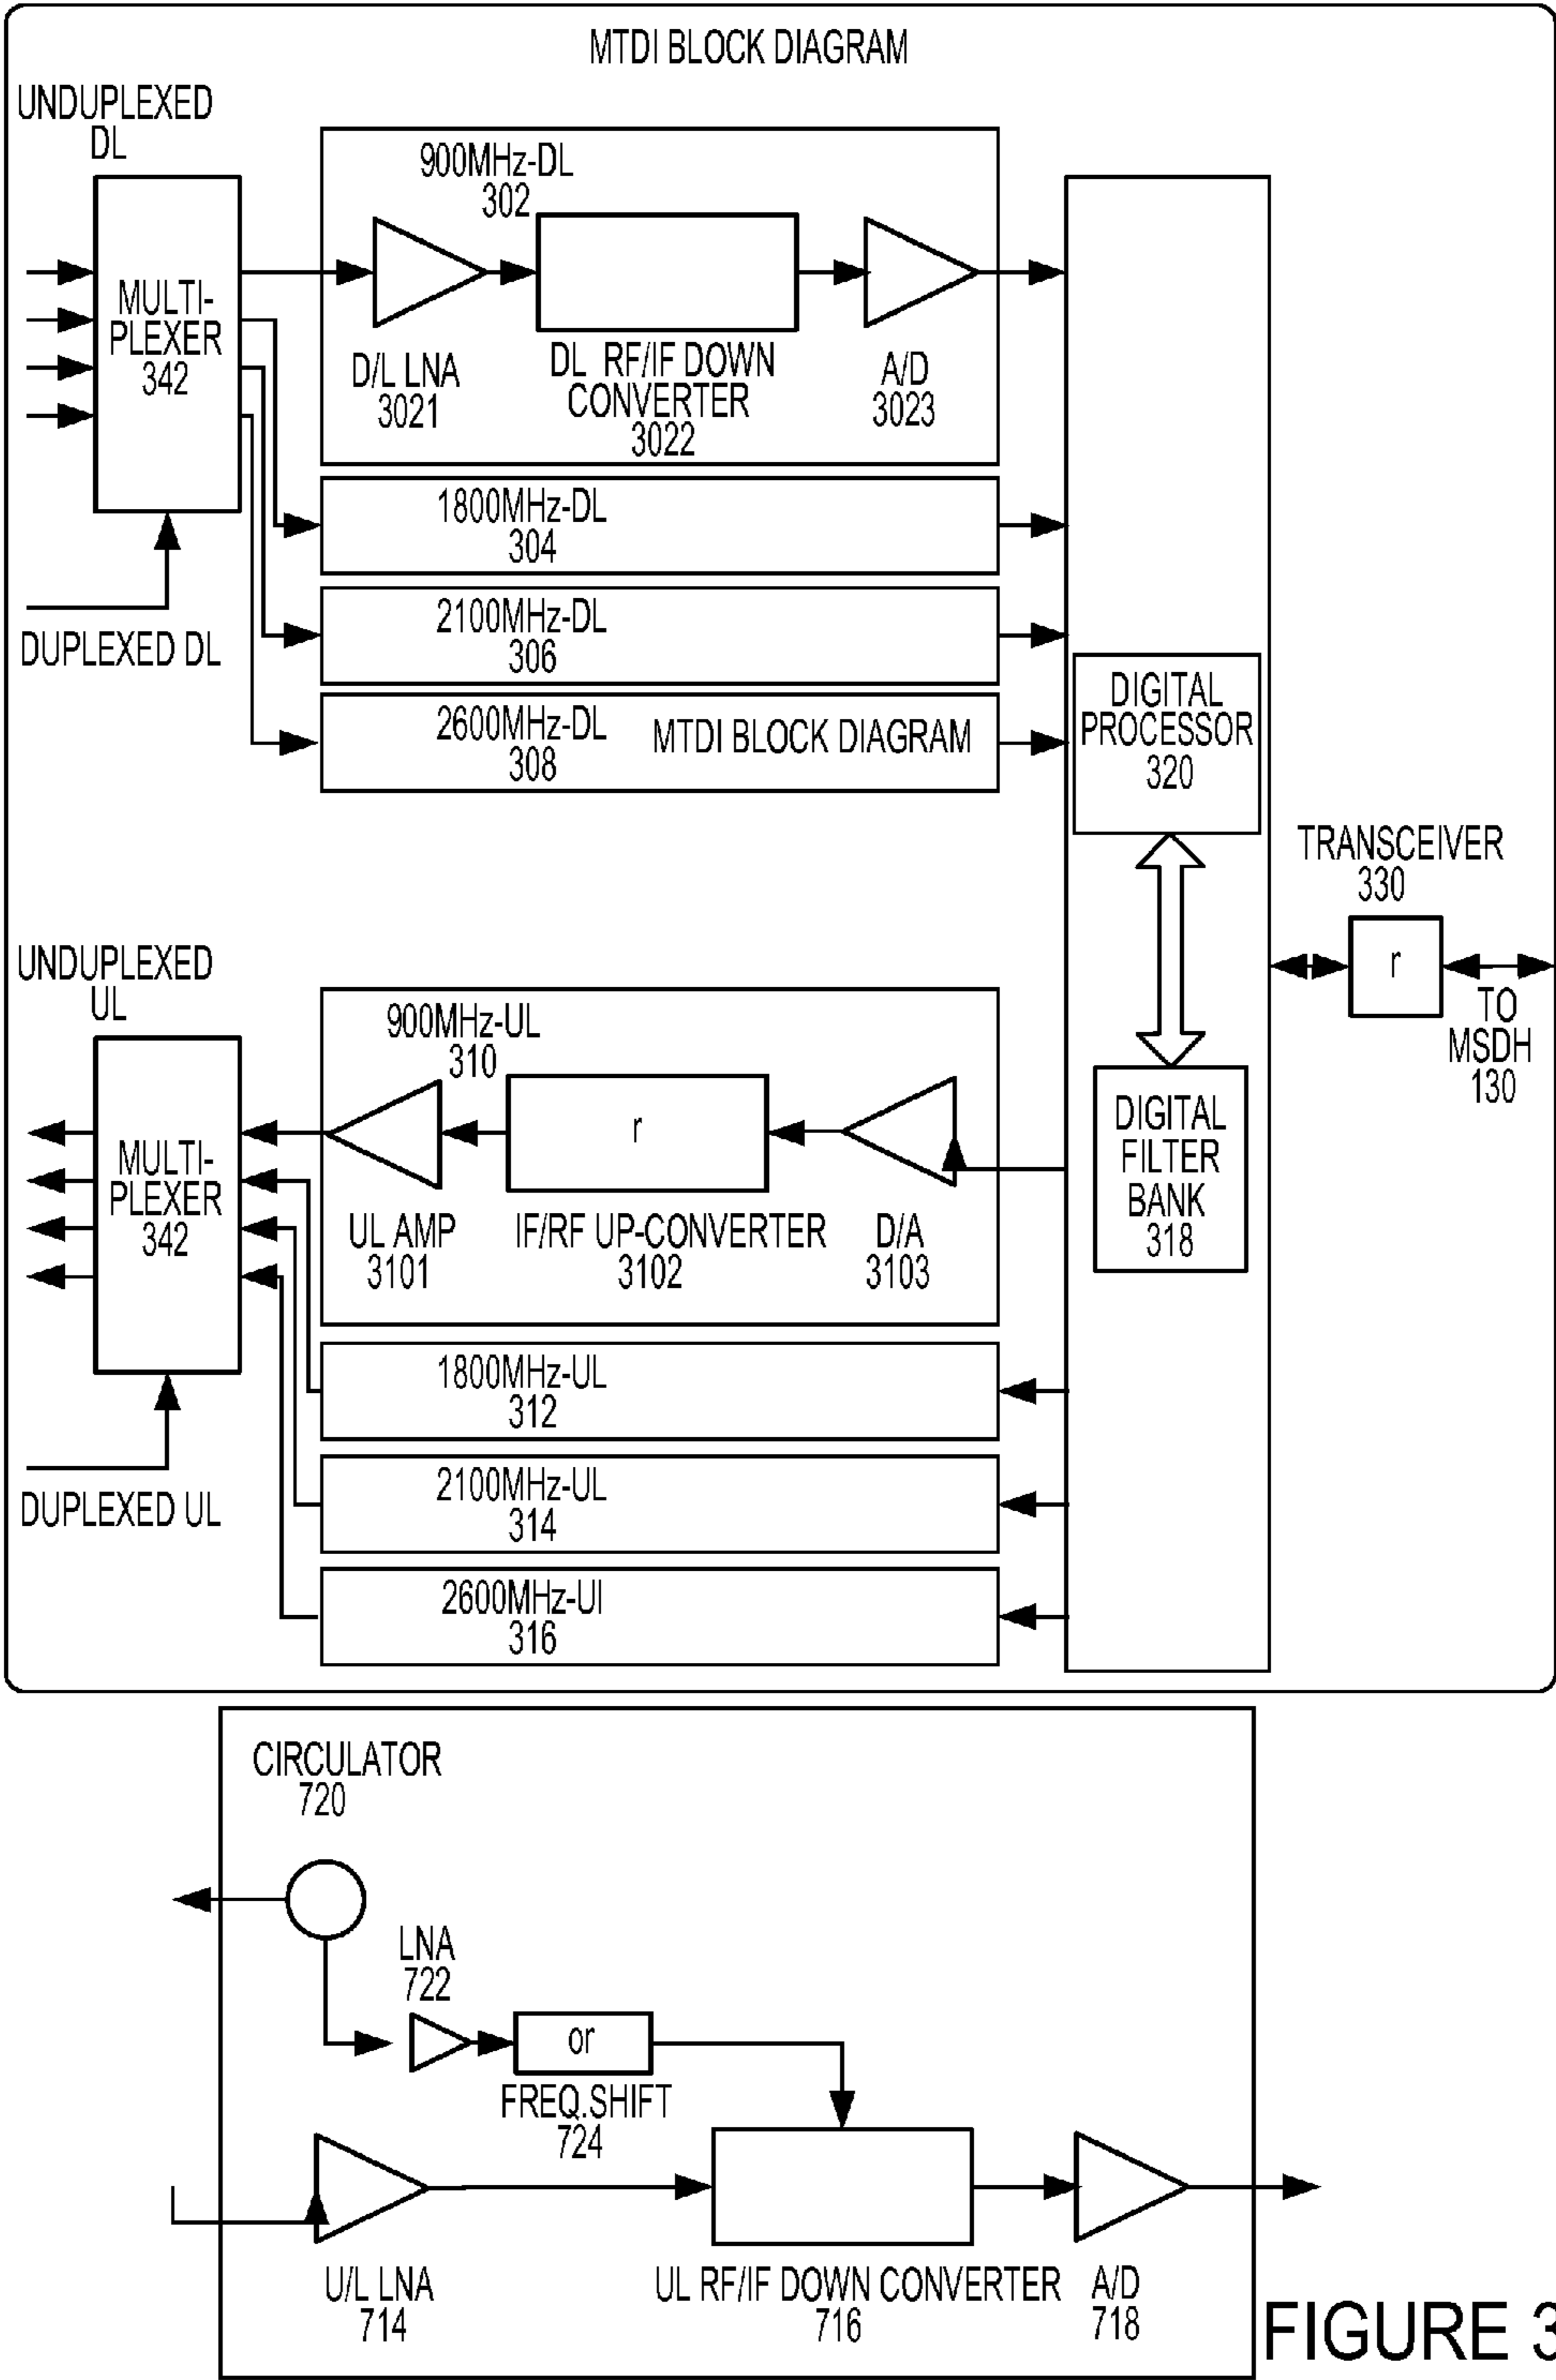 MTDI BLOCK DIAGRAM
UNDUPLEXED
DL
MULTI-
PLEXER
342
DUPLEXED DL
900MHz-DL
302
D/L LNA
3021
DL RF/IF DOWN
CONVERTER
3022
A/D
3023
1800MHz-DL
304
2100MHz-DL
306
2600MHz-DL
308
MTDI BLOCK DIAGRAM
DIGITAL
PROCESSOR
320
TRANSCEIVER
330
r
TO
MSDH
130
DIGITAL
FILTER
BANK
318
UNDUPLEXED
UL
MULTI-
PLEXER
342
DUPLEXED UL
900MHz-UL
310
r
UL AMP
3101
IF/RF UP-CONVERTER
3102
D/A
3103
1800MHz-UL
312
2100MHz-UL
314
2600MHz-Ul
316
CIRCULATOR
720
LNA
722
or
FREQ.SHIFT
724
U/L LNA
714
UL RF/IF DOWN CONVERTER
716
A/D
718
FIGURE 3